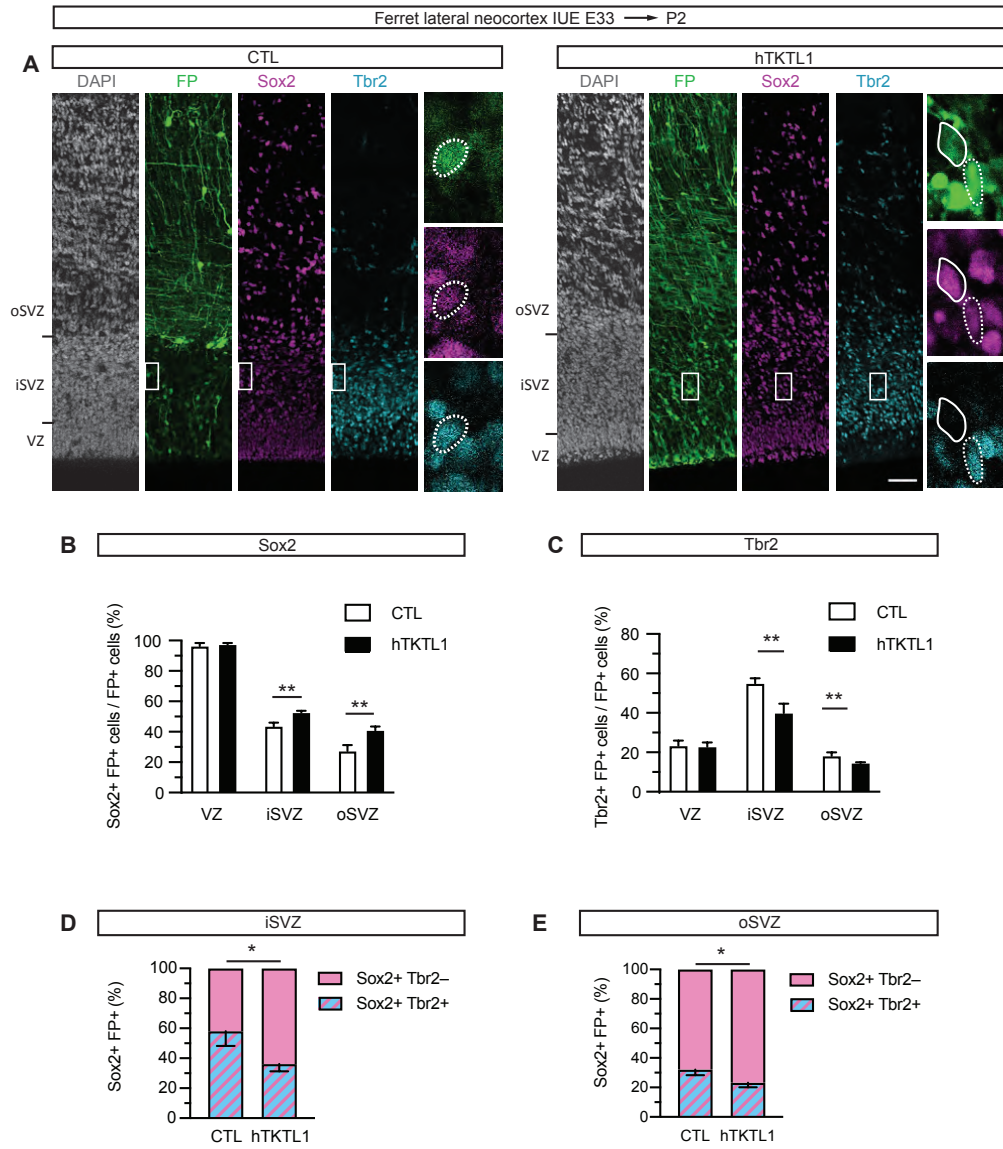 Ferret lateral neocortex IUE E33 → P2
A
CTL
hTKTL1
DAPI FP Sox2 Tbr2
FP Sox2 Tbr2
oSVZ
iSVZ
VZ
oSVZ
iSVZ
VZ
B
Sox2
CTL
hTKTL1
Sox2+ FP+ cells / FP+ cells (%)
100
80
60
40
20
0
**
**
VZ iSVZ oSVZ
C
Tbr2
CTL
hTKTL1
Tbr2+ FP+ cells / FP+ cells (%)
80
60
40
20
0
**
**
VZ iSVZ oSVZ
D
iSVZ
*
Sox2+ FP+ (%)
100
80
60
40
20
0
Sox2+ Tbr2–
Sox2+ Tbr2+
CTL hTKTL1
E
oSVZ
*
Sox2+ FP+ (%)
100
80
60
40
20
0
Sox2+ Tbr2–
Sox2+ Tbr2+
CTL hTKTL1